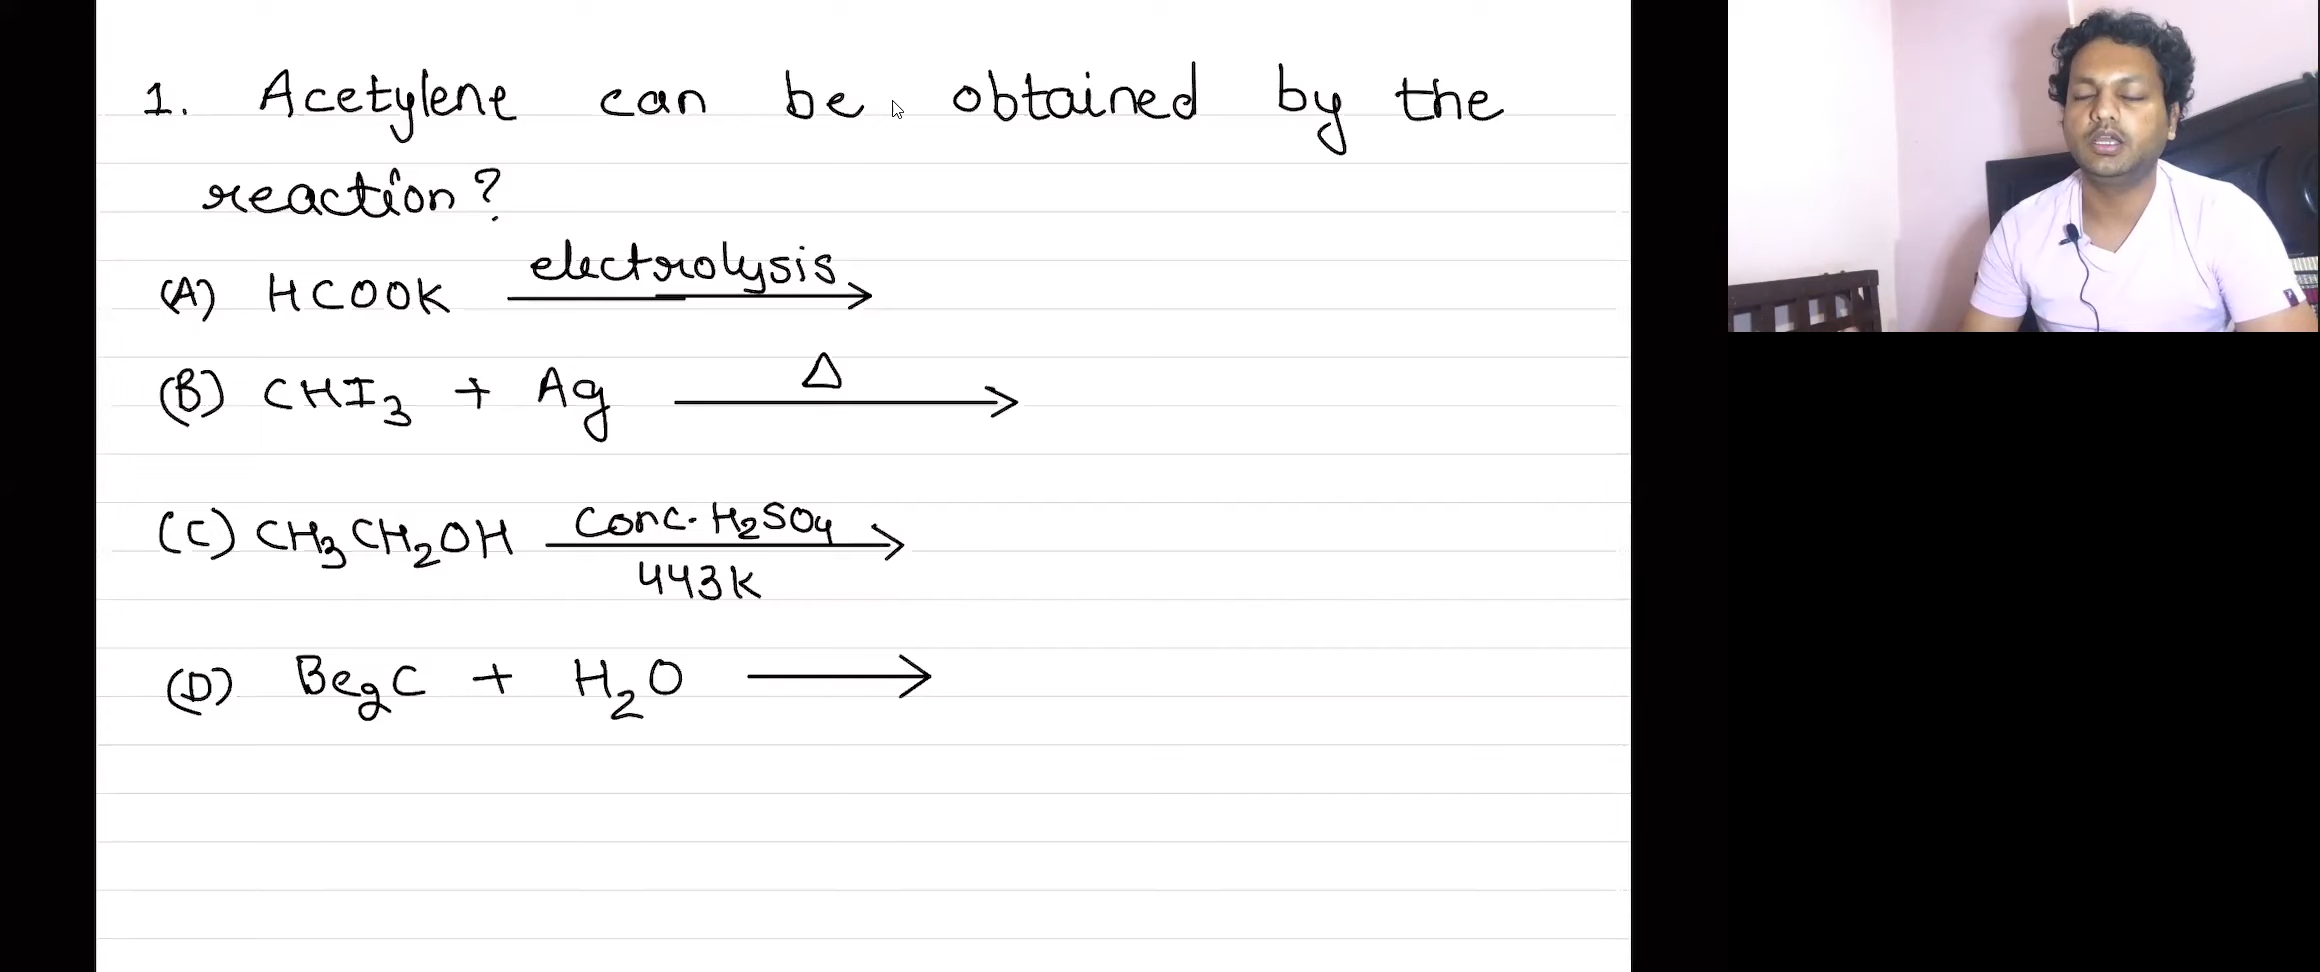 1. Acetylene can be obtained by the
reaction?
(A) HCOOK electrolysis →
(B) CHI₃ + Ag Δ →
(C) CH₃CH₂OH Conc. H₂SO₄ →
443K
(D) Be₂C + H₂O →